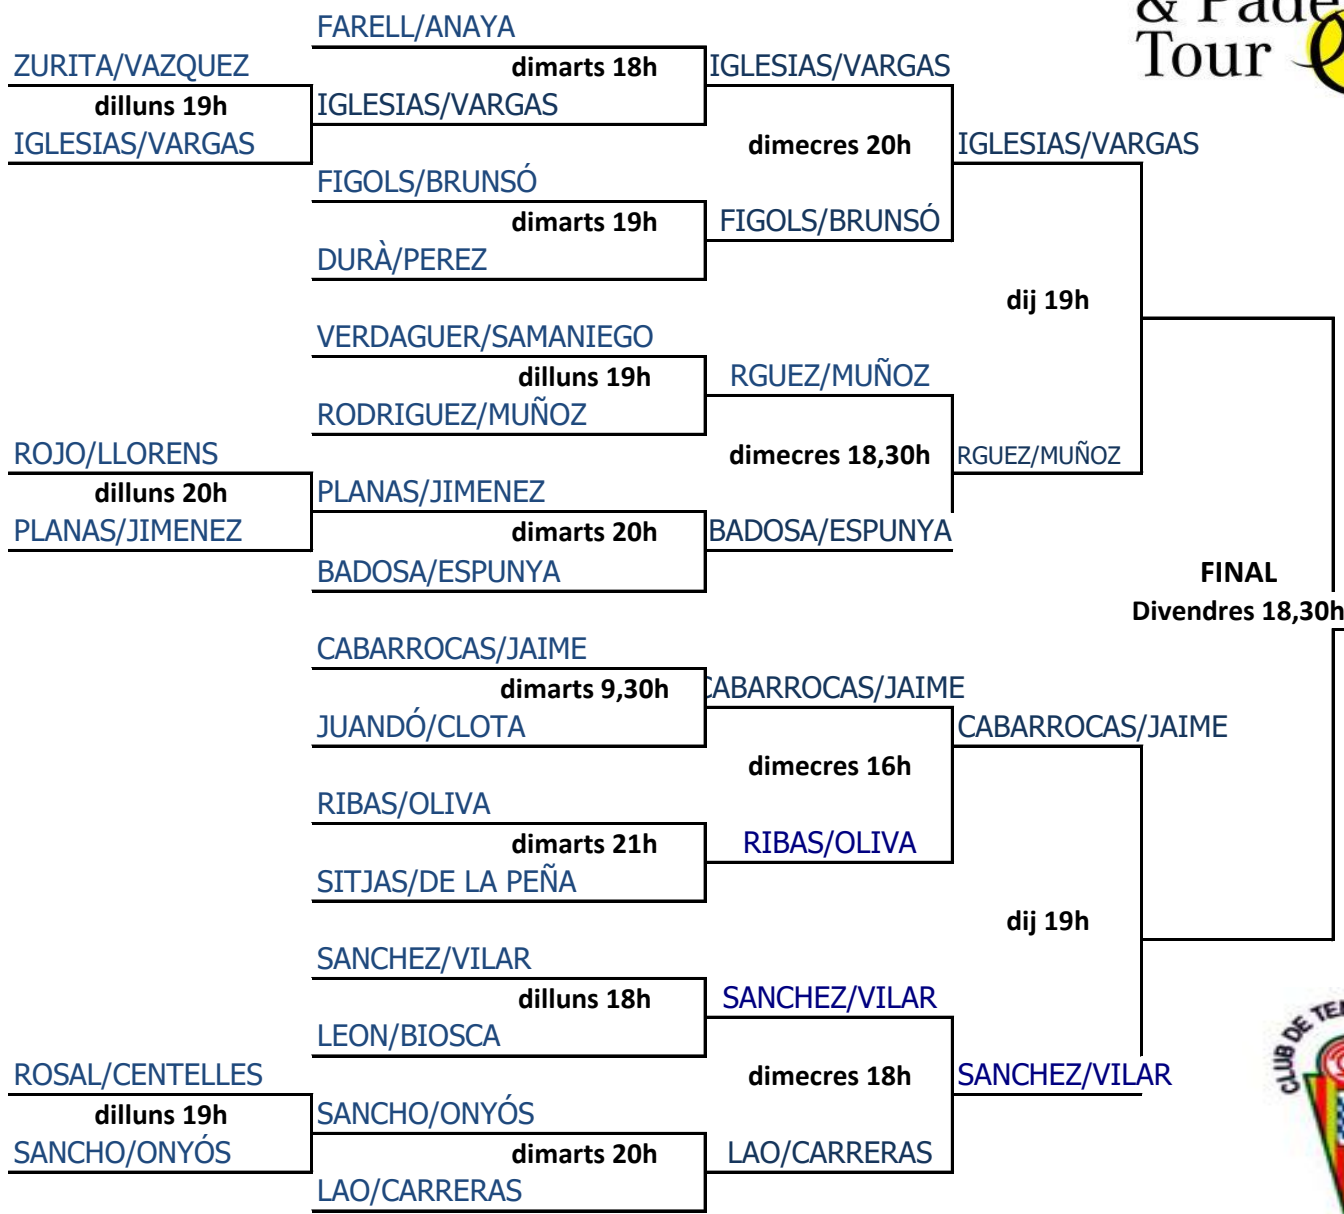 & Pade
Tour
FARELL/ANAYA
ZURITA/VAZQUEZ
dimarts 18h
IGLESIAS/VARGAS
dilluns 19h
IGLESIAS/VARGAS
IGLESIAS/VARGAS
dimecres 20h
IGLESIAS/VARGAS
FIGOLS/BRUNSÓ
dimarts 19h
FIGOLS/BRUNSÓ
DURÀ/PEREZ
dij 19h
VERDAGUER/SAMANIEGO
dilluns 19h
RGUEZ/MUÑOZ
RODRIGUEZ/MUÑOZ
ROJO/LLORENS
dimecres 18,30h
RGUEZ/MUÑOZ
dilluns 20h
PLANAS/JIMENEZ
PLANAS/JIMENEZ
dimarts 20h
BADOSA/ESPUNYA
BADOSA/ESPUNYA
FINAL
Divendres 18,30h
CABARROCAS/JAIME
dimarts 9,30h
CABARROCAS/JAIME
JUANDÓ/CLOTA
CABARROCAS/JAIME
dimecres 16h
RIBAS/OLIVA
dimarts 21h
RIBAS/OLIVA
SITJAS/DE LA PEÑA
dij 19h
SANCHEZ/VILAR
dilluns 18h
SANCHEZ/VILAR
LEON/BIOSCA
ROSAL/CENTELLES
dimecres 18h
SANCHEZ/VILAR
dilluns 19h
SANCHO/ONYÓS
SANCHO/ONYÓS
dimarts 20h
LAO/CARRERAS
LAO/CARRERAS
CLUB DE TE